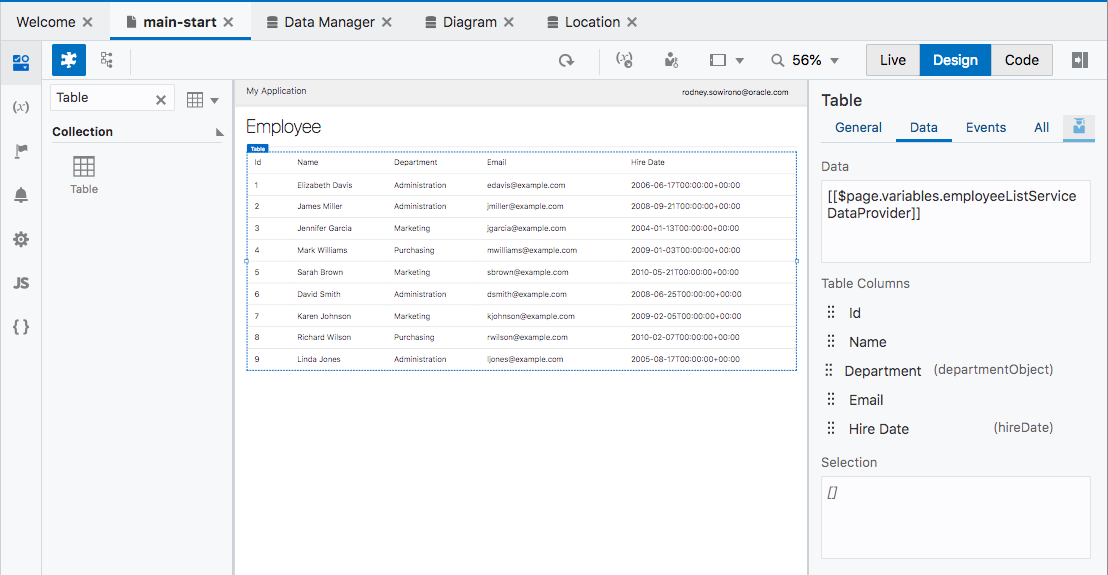 Welcome main-start Data Manager Diagram Location
56% Live Design Code
Table
Collection
Table
(x)
JS
{ }
My Application rodney.sowirono@oracle.com
Employee
Table
Id Name Department Email Hire Date
1 Elizabeth Davis Administration edavis@example.com 2006-06-17T00:00:00+00:00
2 James Miller Administration jmiller@example.com 2008-09-21T00:00:00+00:00
3 Jennifer Garcia Marketing jgarcia@example.com 2004-01-13T00:00:00+00:00
4 Mark Williams Purchasing mwilliams@example.com 2009-01-03T00:00:00+00:00
5 Sarah Brown Marketing sbrown@example.com 2010-05-21T00:00:00+00:00
6 David Smith Administration dsmith@example.com 2008-06-25T00:00:00+00:00
7 Karen Johnson Marketing kjohnson@example.com 2009-02-05T00:00:00+00:00
8 Richard Wilson Purchasing rwilson@example.com 2010-02-07T00:00:00+00:00
9 Linda Jones Administration ljones@example.com 2005-08-17T00:00:00+00:00
Table
General Data Events All
Data
[[$page.variables.employeeListService
DataProvider]]
Table Columns
Id
Name
Department (departmentObject)
Email
Hire Date (hireDate)
Selection
[]